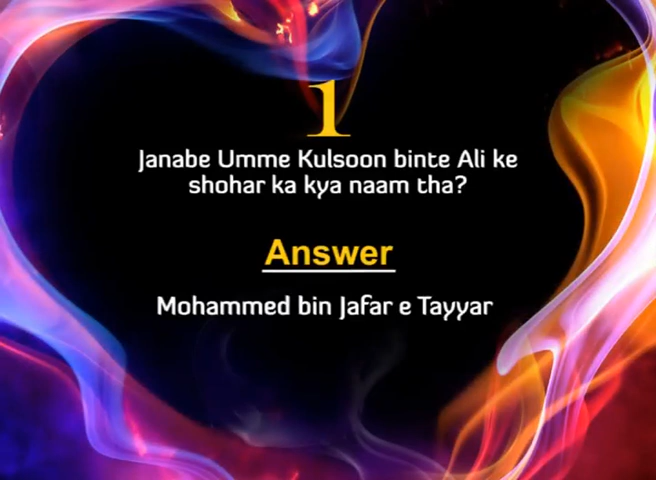 1
Janabe Umme Kulsoon binte Ali ke
shohar ka kya naam tha?
Answer
Mohammed bin Jafar e Tayyar